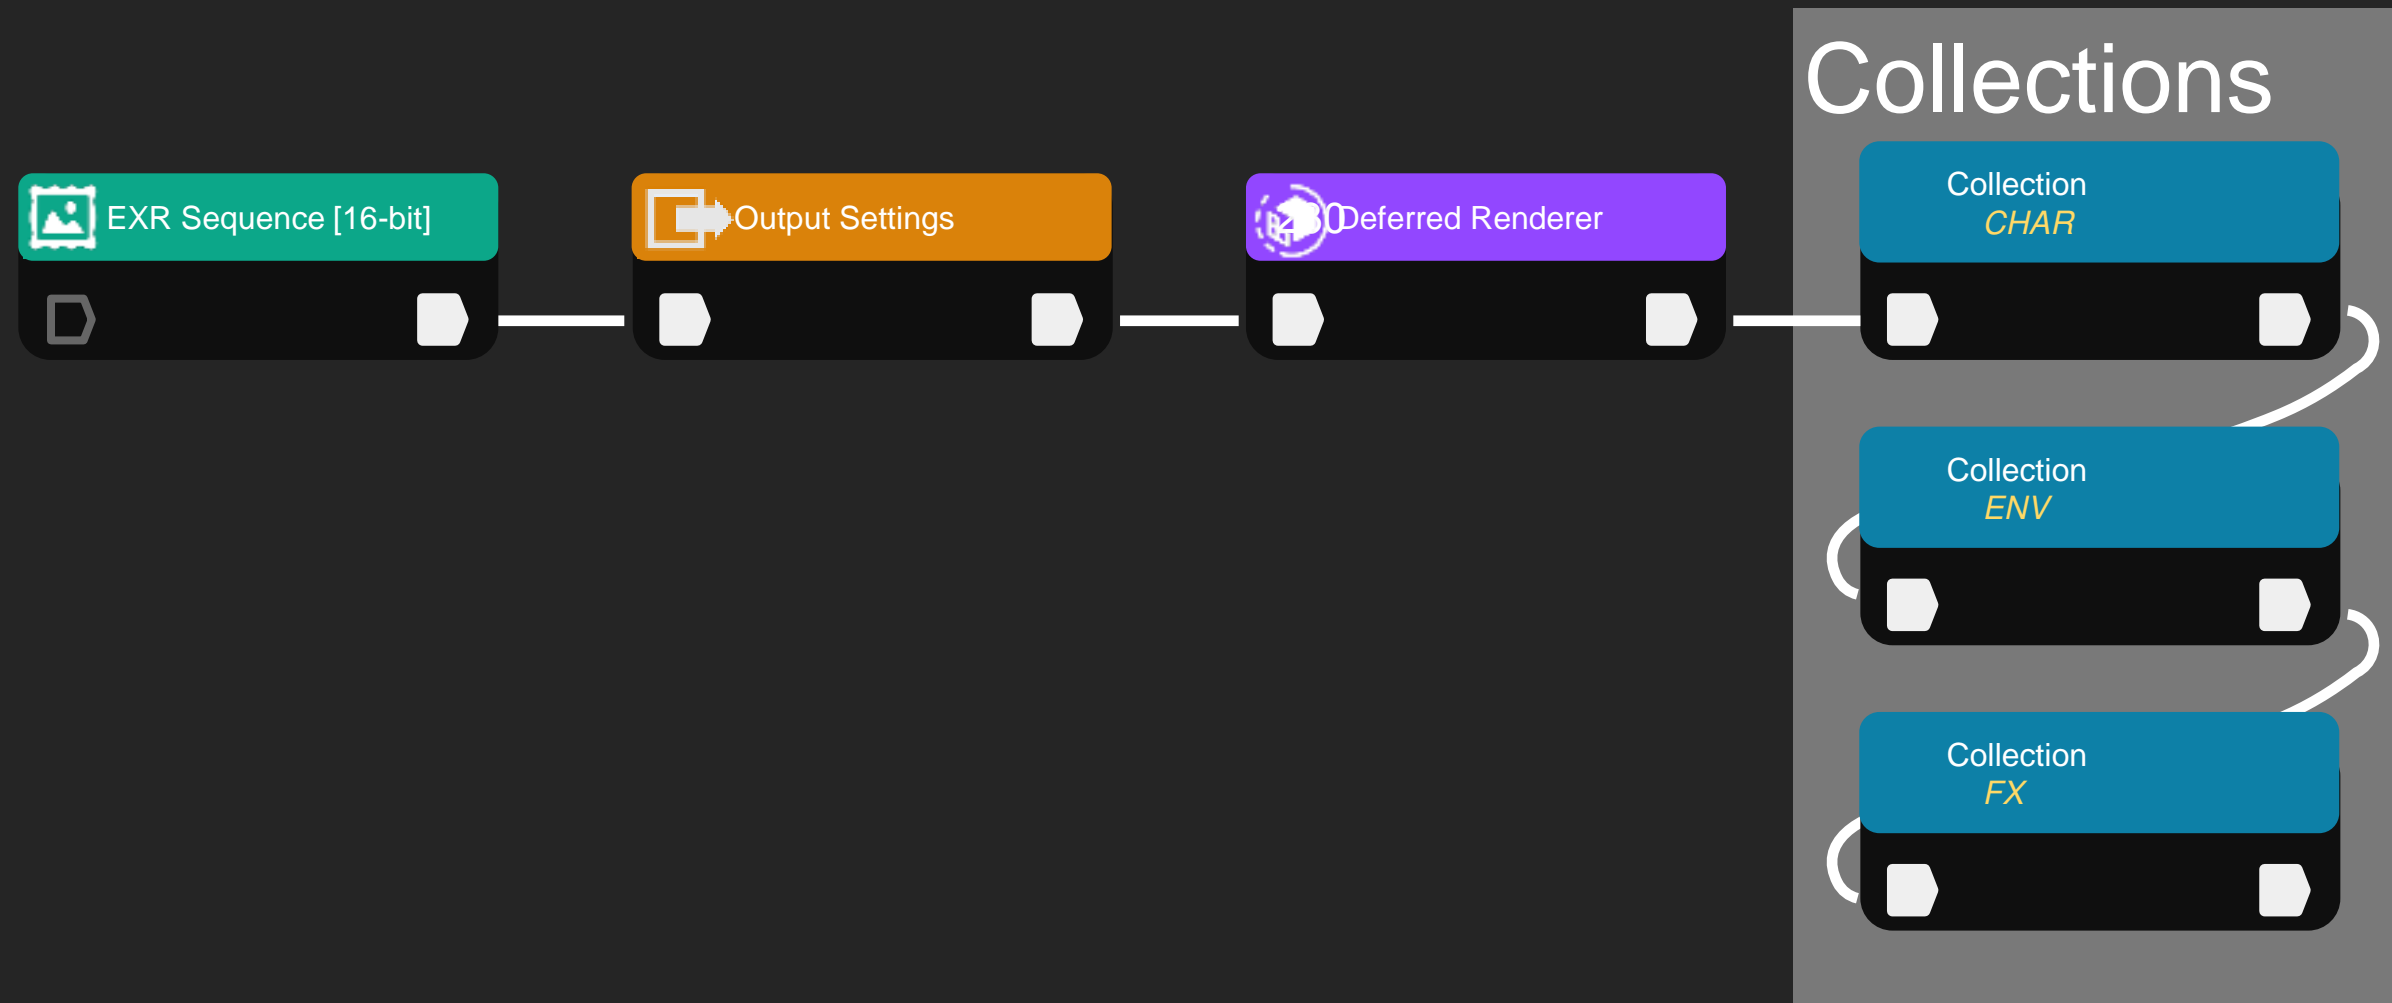 Collections
EXR Sequence [16-bit]
Output Settings
Deferred Renderer
Collection
CHAR
Collection
ENV
Collection
FX